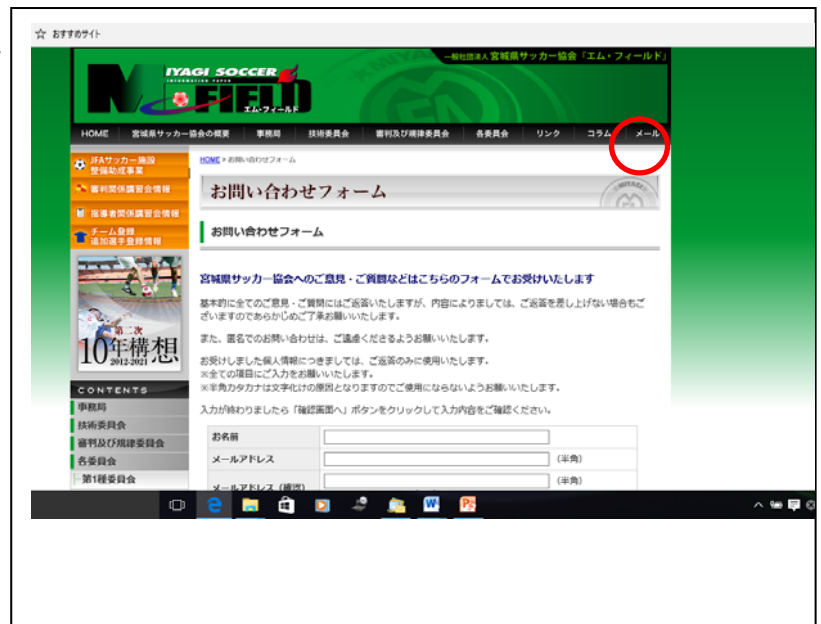 ☆ おすすめサイト
一般社団法人 宮城県サッカー協会「エム・フィールド」
IYAGI SOCCER
M FIELD
エム・フィールド
HOME 宮城県サッカー協会の概要 事務局 技術委員会 審判及び規律委員会 各委員会 リンク コラム メール
JFAサッカー施設
整備助成事業
審判関係講習会情報
指導者関係講習会情報
チーム登録
追加選手登録情報
第二次
10年構想
2012-2021
CONTENTS
事務局
技術委員会
審判及び規律委員会
各委員会
第1種委員会
HOME > お問い合わせフォーム
お問い合わせフォーム
お問い合わせフォーム
宮城県サッカー協会へのご意見・ご質問などはこちらのフォームでお受けいたします
基本的に全てのご意見・ご質問にはご返答いたしますが、内容によりましては、ご返答を差し上げない場合もご
ざいますのであらかじめご了承お願いいたします。
また、匿名でのお問い合わせは、ご遠慮くださるようお願いいたします。
お受けしました個人情報につきましては、ご返答のみに使用いたします。
※全ての項目にご入力をお願いいたします。
※半角カタカナは文字化けの原因となりますのでご使用にならないようお願いいたします。
入力が終わりましたら「確認画面へ」ボタンをクリックして入力内容をご確認ください。
お名前
メールアドレス (半角)
メールアドレス (確認) (半角)